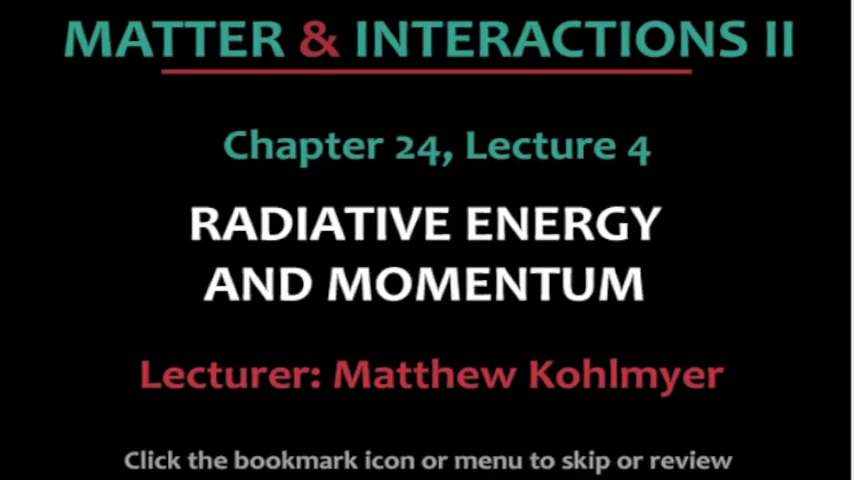 MATTER & INTERACTIONS II
Chapter 24, Lecture 4
RADIATIVE ENERGY
AND MOMENTUM
Lecturer: Matthew Kohlmyer
Click the bookmark icon or menu to skip or review